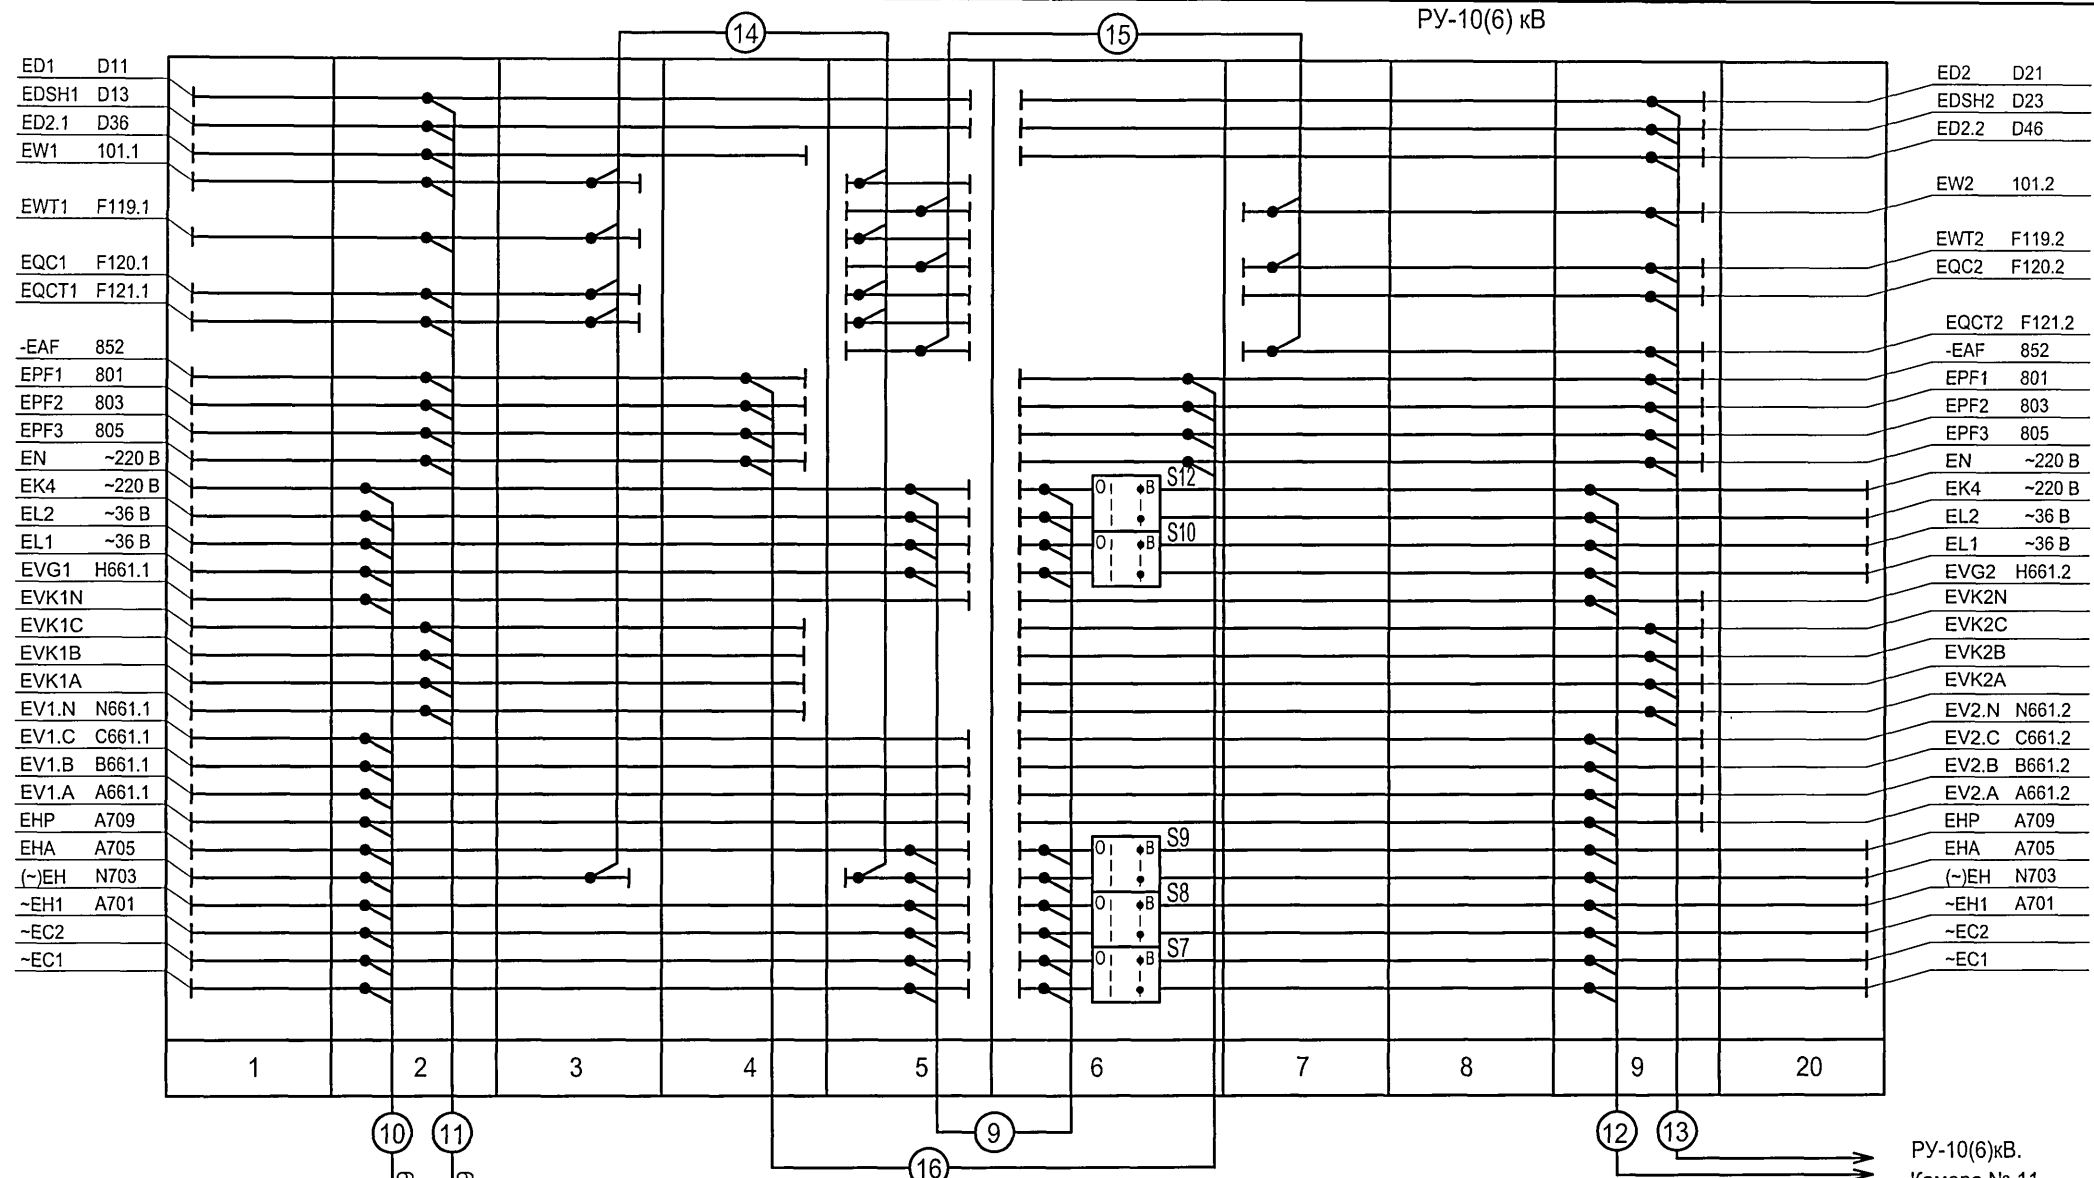 РУ-10(6) кВ
14
15
ED1 D11
EDSH1 D13
ED2.1 D36
EW1 101.1
EWT1 F119.1
EQC1 F120.1
EQCT1 F121.1
-EAF 852
EPF1 801
EPF2 803
EPF3 805
EN ~220 В
EK4 ~220 В
EL2 ~36 В
EL1 ~36 В
EVG1 H661.1
EVK1N
EVK1C
EVK1B
EVK1A
EV1.N N661.1
EV1.C C661.1
EV1.B B661.1
EV1.A A661.1
EHP A709
EHA A705
(~)EH N703
~EH1 A701
~EC2
~EC1
O B S12
O B S10
O B S9
O B S8
O B S7
ED2 D21
EDSH2 D23
ED2.2 D46
EW2 101.2
EWT2 F119.2
EQC2 F120.2
EQCT2 F121.2
-EAF 852
EPF1 801
EPF2 803
EPF3 805
EN ~220 В
EK4 ~220 В
EL2 ~36 В
EL1 ~36 В
EVG2 H661.2
EVK2N
EVK2C
EVK2B
EVK2A
EV2.N N661.2
EV2.C C661.2
EV2.B B661.2
EV2.A A661.2
EHP A709
EHA A705
(~)EH N703
~EH1 A701
~EC2
~EC1
1 2 3 4 5 6 7 8 9 20
10 11 9 12 13
16
РУ-10(6)кВ.
Камера № 11